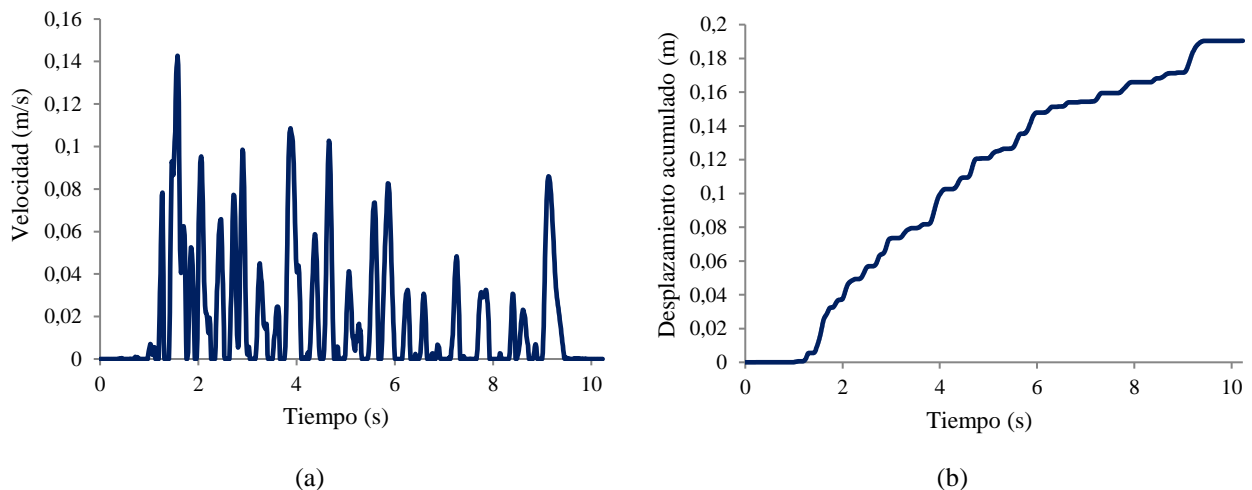 0,16
0,14
0,12
0,1
0,08
0,06
0,04
0,02
0
Velocidad (m/s)
0 2 4 6 8 10
Tiempo (s)
(a)
0,2
0,18
0,16
0,14
0,12
0,1
0,08
0,06
0,04
0,02
0
Desplazamiento acumulado (m)
0 2 4 6 8 10
Tiempo (s)
(b)